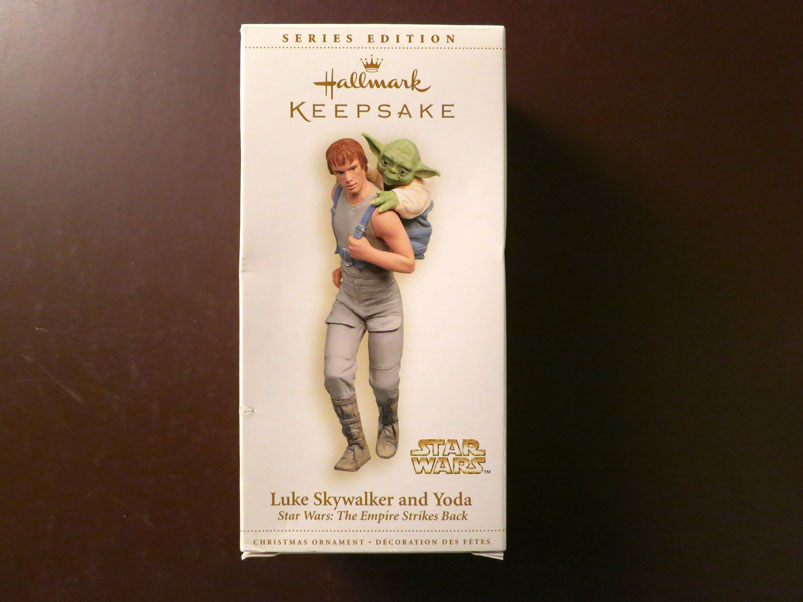 SERIES EDITION
Hallmark
KEEPSAKE
STAR
WARS™
Luke Skywalker and Yoda
Star Wars: The Empire Strikes Back
CHRISTMAS ORNAMENT • DÉCORATION DES FÊTES